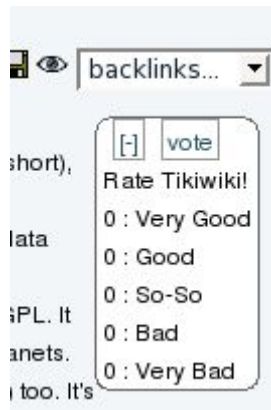 backlinks...
[-] vote
short), Rate Tikiwiki!
0 : Very Good
lata 0 : Good
0 : So-So
GPL. It 0 : Bad
anets. 0 : Very Bad
too. It's